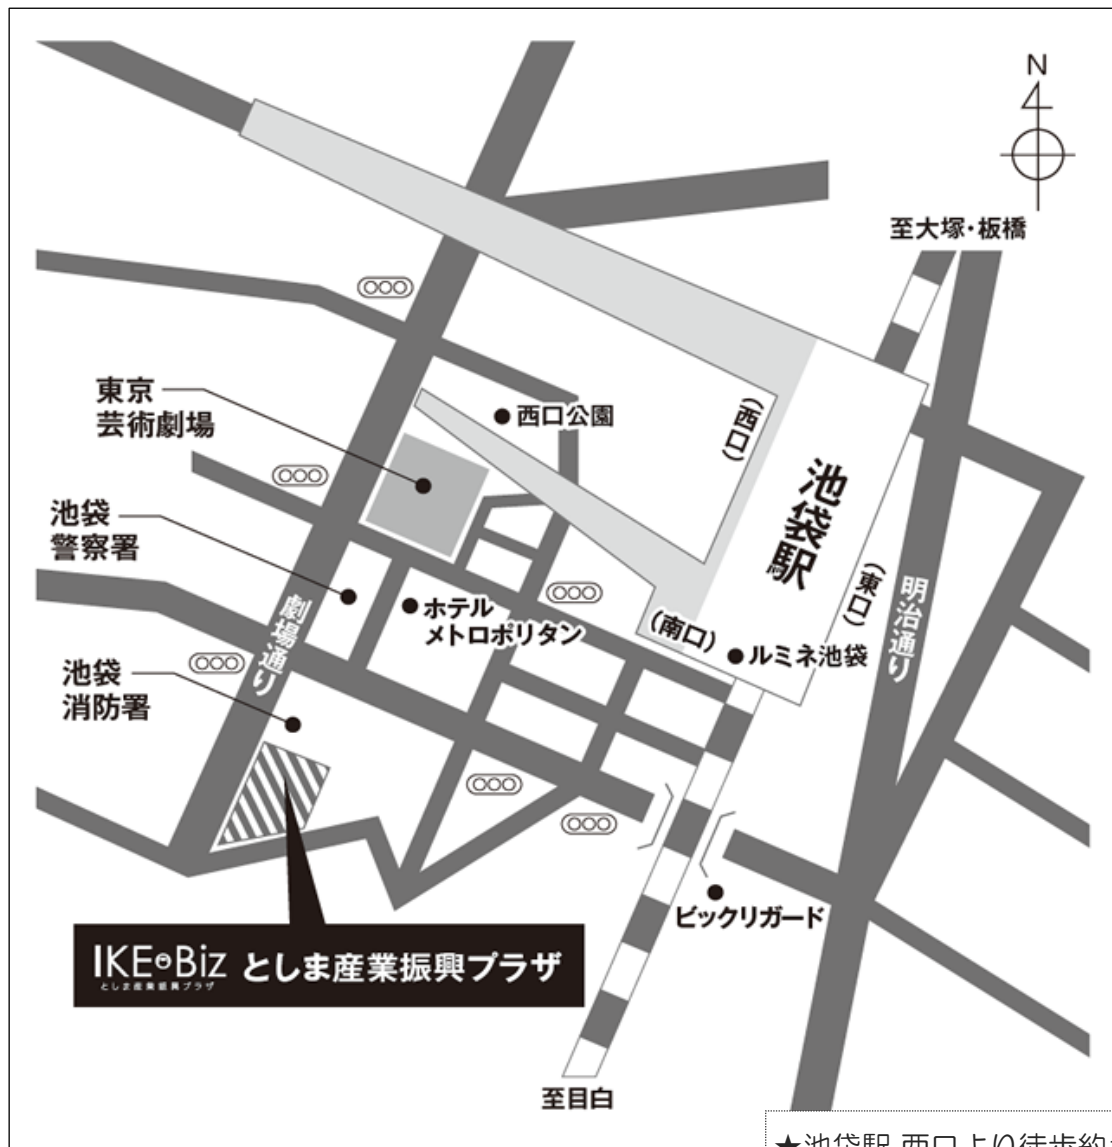 N
至大塚・板橋
東京
芸術劇場
西口公園
(西口)
池袋駅
池袋
警察署
(東口)
明治通り
ホテル
メトロポリタン
(南口)
ルミネ池袋
劇場通り
池袋
消防署
ビックリガード
IKE・Biz としま産業振興プラザ
としま産業振興プラザ
至目白
★池袋駅 西口より徒歩約